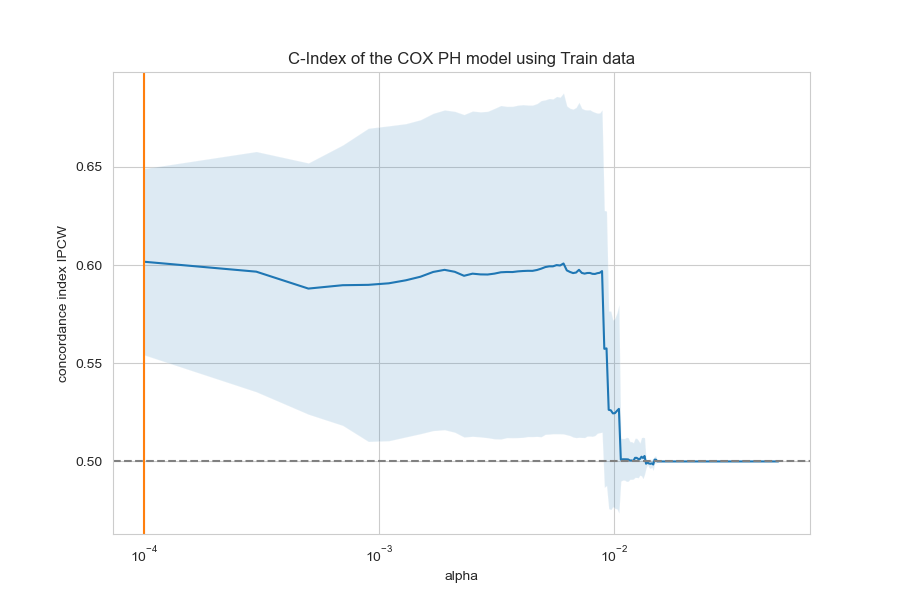 C-Index of the COX PH model using Train data
concordance index IPCW
0.65
0.60
0.55
0.50
10⁻⁴ 10⁻³ 10⁻²
alpha